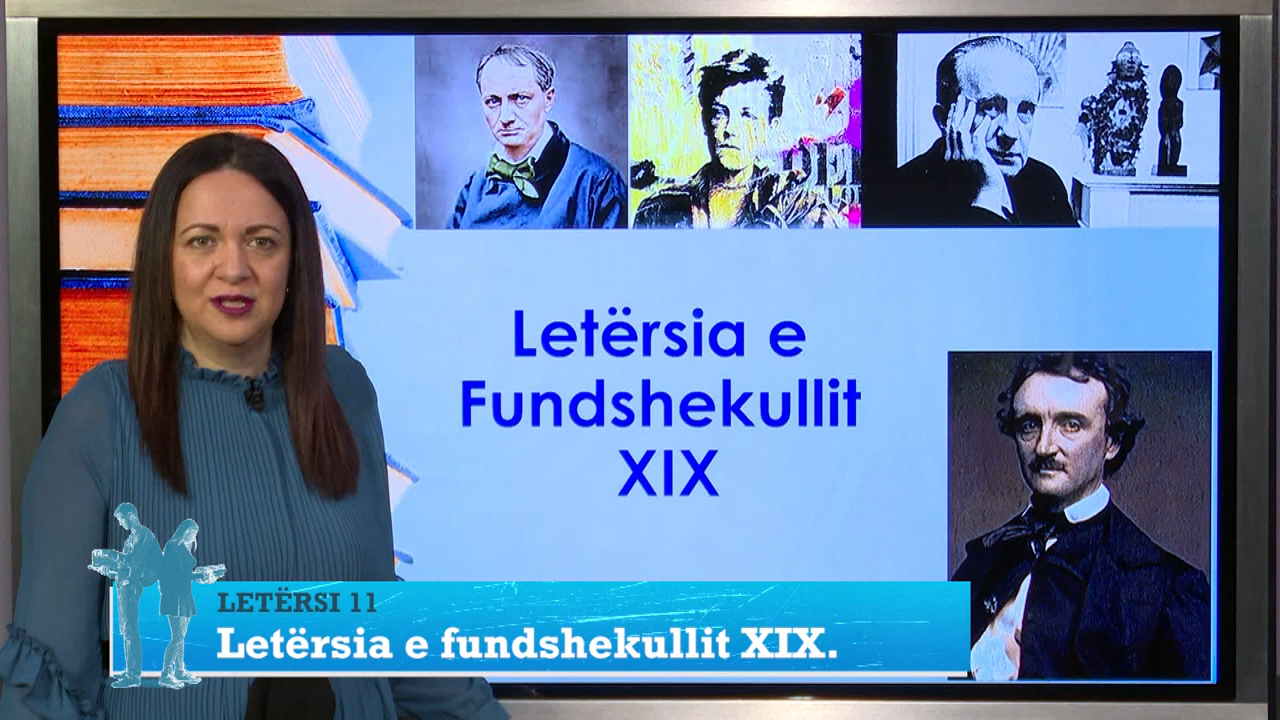 Letërsia e
Fundshekullit
XIX
LETËRSI 11
Letërsia e fundshekullit XIX.